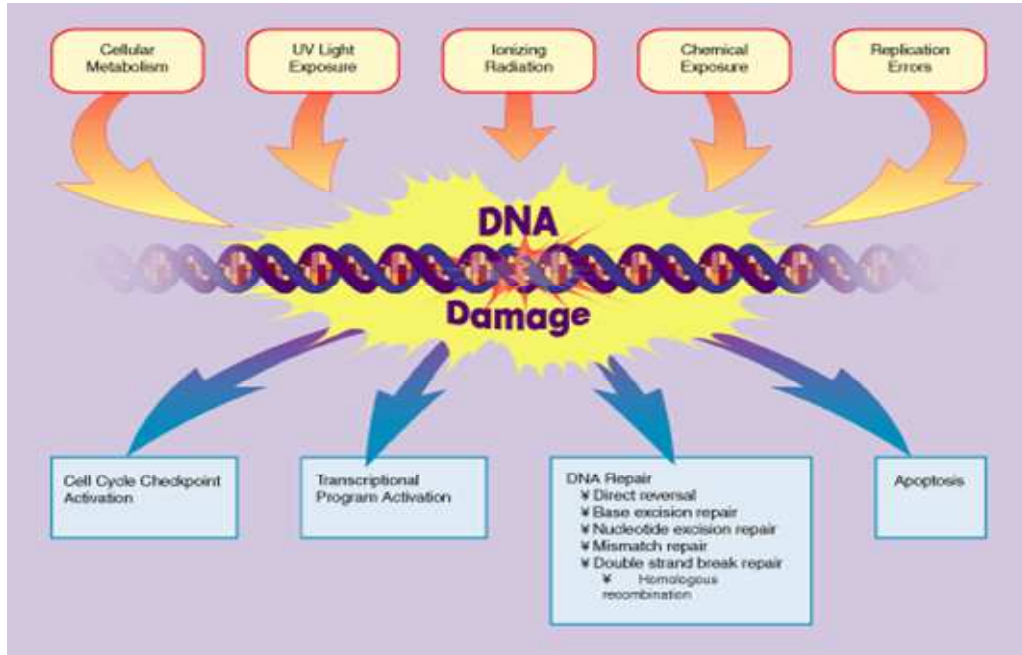 Cellular
Metabolism
UV Light
Exposure
Ionizing
Radiation
Chemical
Exposure
Replication
Errors
DNA
Damage
Cell Cycle Checkpoint
Activation
Transcriptional
Program Activation
DNA Repair
¥ Direct reversal
¥ Base excision repair
¥ Nucleotide excision repair
¥ Mismatch repair
¥ Double strand break repair
¥ Homologous
recombination
Apoptosis